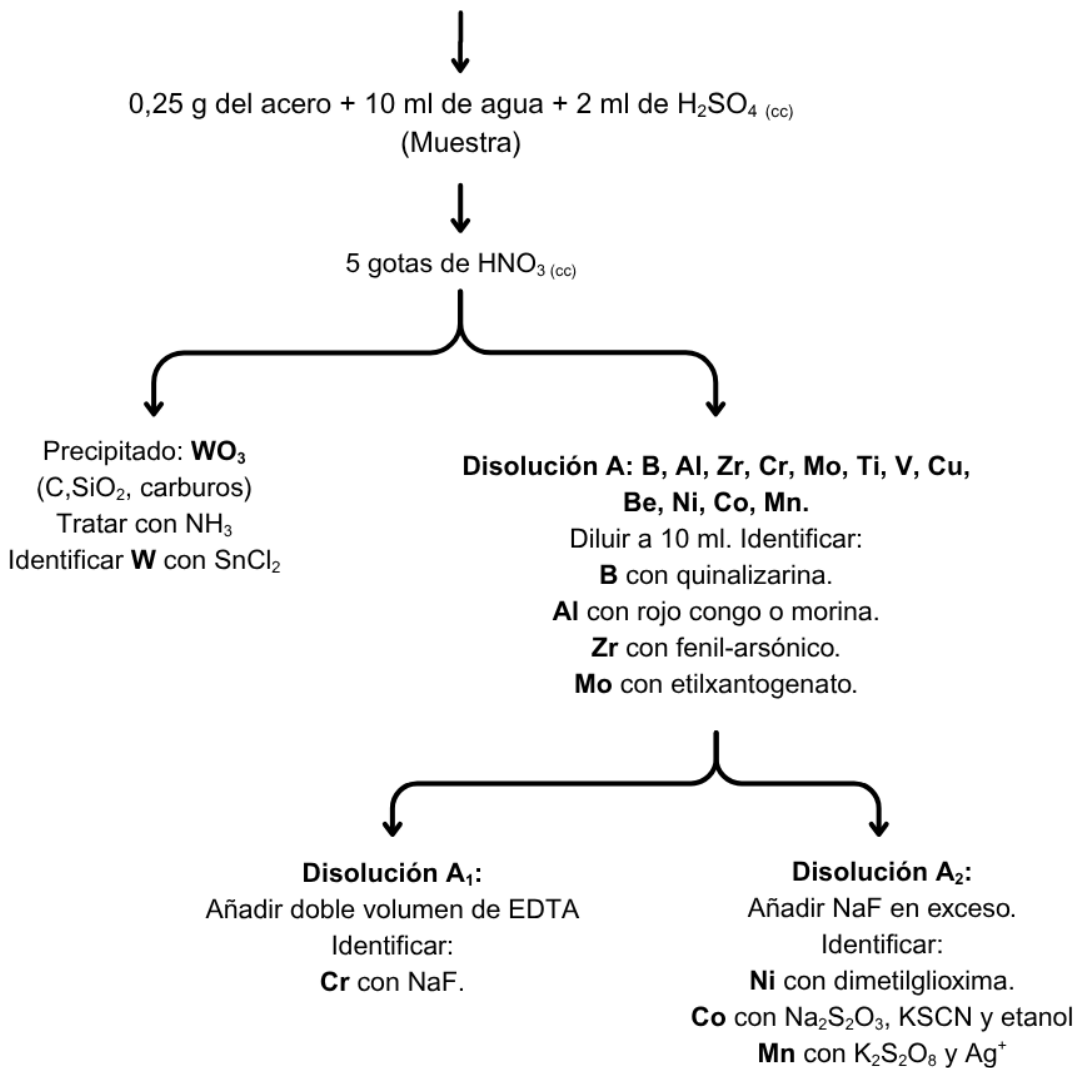 0,25 g del acero + 10 ml de agua + 2 ml de H₂SO₄ (cc)
(Muestra)
5 gotas de HNO₃ (cc)
Precipitado: WO₃
(C,SiO₂, carburos)
Tratar con NH₃
Identificar W con SnCl₂
Disolución A: B, Al, Zr, Cr, Mo, Ti, V, Cu,
Be, Ni, Co, Mn.
Diluir a 10 ml. Identificar:
B con quinalizarina.
Al con rojo congo o morina.
Zr con fenil-arsónico.
Mo con etilxantogenato.
Disolución A₁:
Añadir doble volumen de EDTA
Identificar:
Cr con NaF.
Disolución A₂:
Añadir NaF en exceso.
Identificar:
Ni con dimetilglioxima.
Co con Na₂S₂O₃, KSCN y etanol
Mn con K₂S₂O₈ y Ag⁺